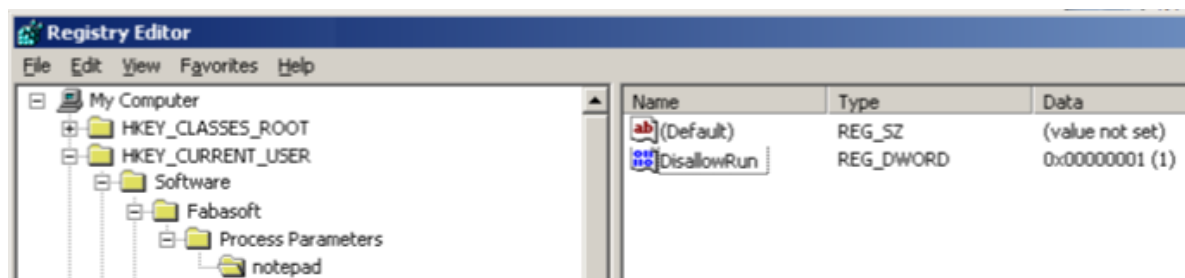 Registry Editor
File Edit View Favorites Help
My Computer
HKEY_CLASSES_ROOT
HKEY_CURRENT_USER
Software
Fabasoft
Process Parameters
notepad
Name Type Data
(Default) REG_SZ (value not set)
DisallowRun REG_DWORD 0x00000001 (1)